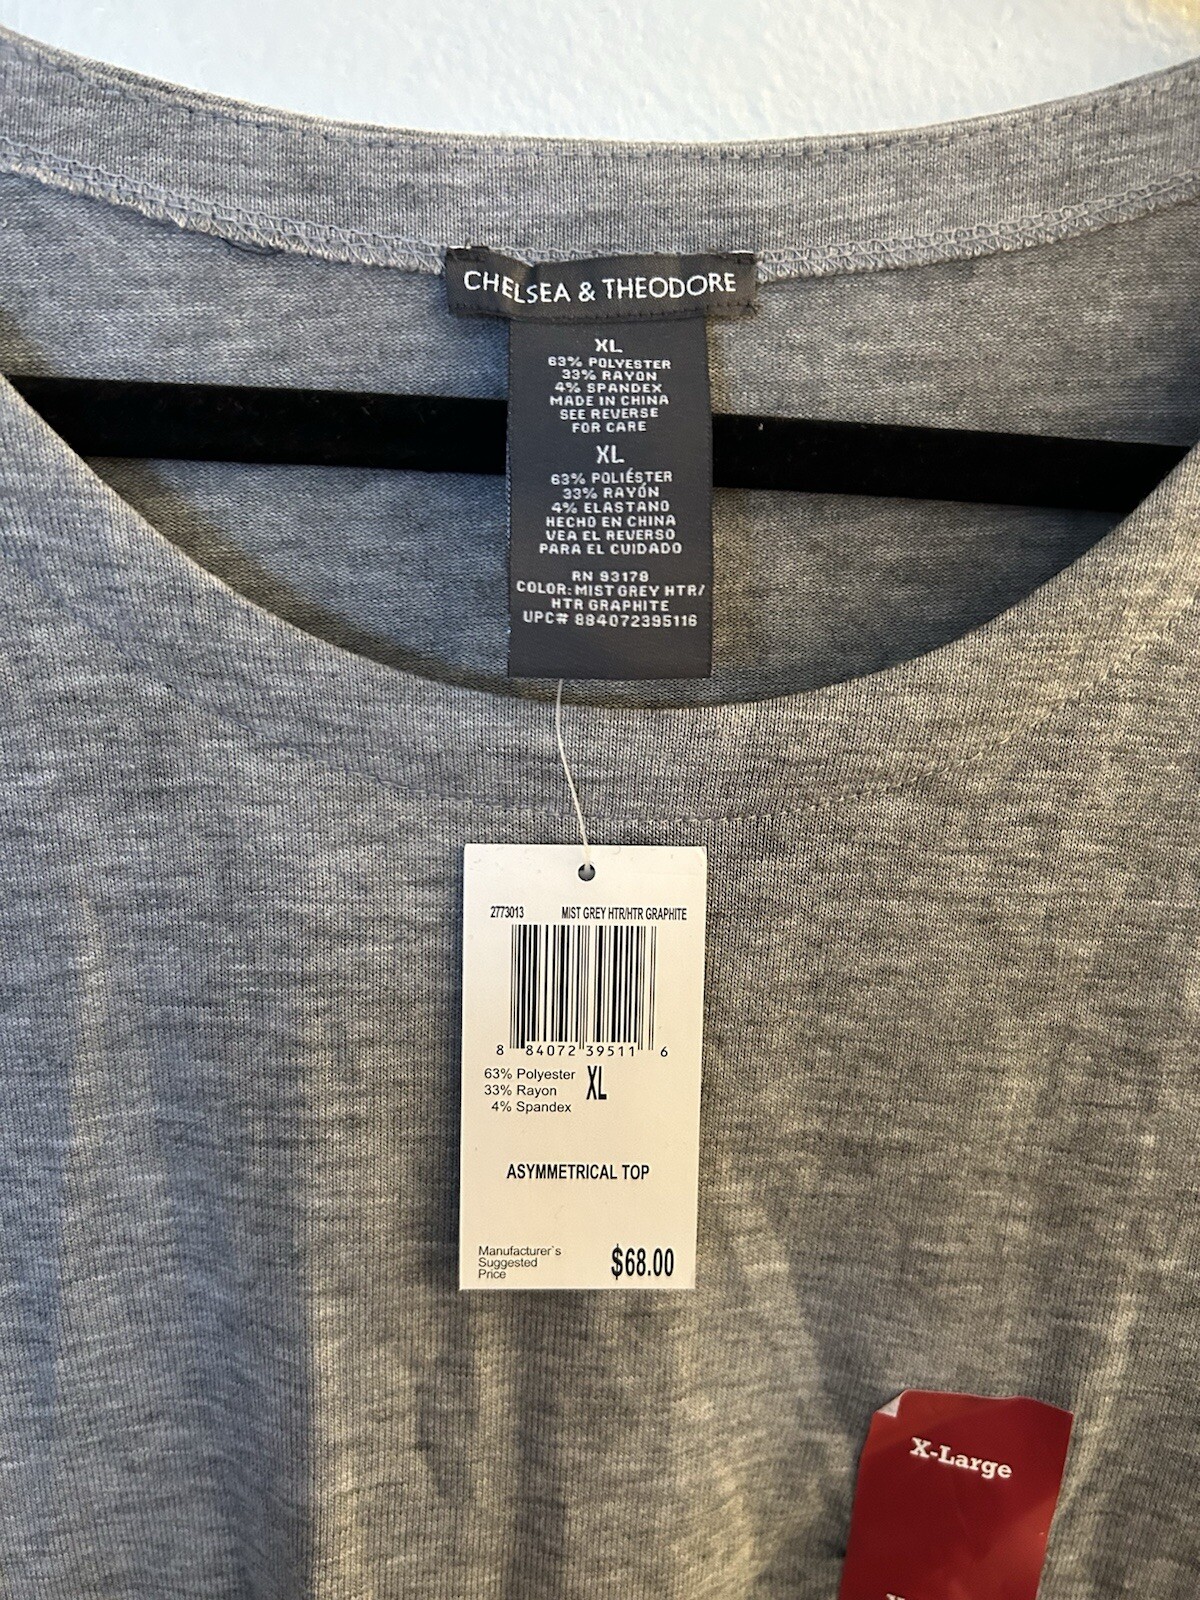 CHELSEA & THEODORE
XL
63% POLYESTER
33% RAYON
4% SPANDEX
MADE IN CHINA
SEE REVERSE
FOR CARE
XL
63% POLIÉSTER
33% RAYÓN
4% ELASTANO
HECHO EN CHINA
VEA EL REVERSO
PARA EL CUIDADO
RN 93178
COLOR: MIST GREY HTR/
HTR GRAPHITE
UPC# 884072395116
2773013 MIST GREY HTR/HTR GRAPHITE
8 84072 39511 6
63% Polyester XL
33% Rayon
4% Spandex
ASYMMETRICAL TOP
Manufacturer`s
Suggested
Price $68.00
X-Large